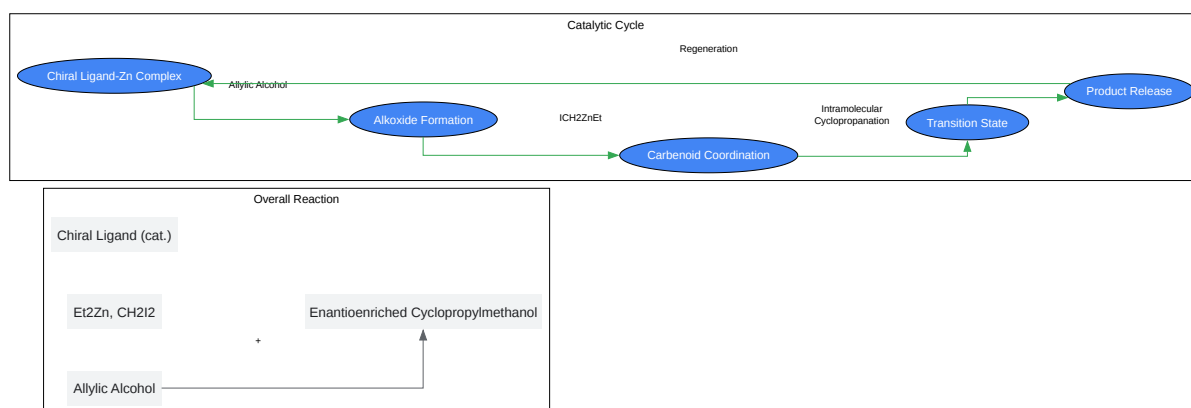 Catalytic Cycle
Regeneration
Chiral Ligand-Zn Complex
Allylic Alcohol
Product Release
Alkoxide Formation
ICH2ZnEt
Intramolecular
Cyclopropanation
Transition State
Carbenoid Coordination
Overall Reaction
Chiral Ligand (cat.)
Et2Zn, CH2I2
Enantioenriched Cyclopropylmethanol
+
Allylic Alcohol